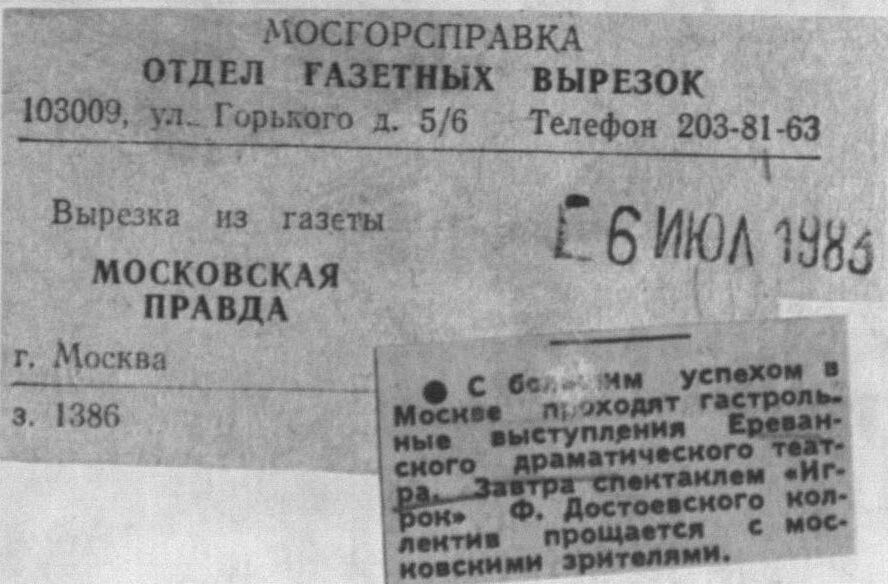 МОСГОРСПРАВКА
ОТДЕЛ ГАЗЕТНЫХ ВЫРЕЗОК
103009, ул. Горького д. 5/6 Телефон 203-81-63
Вырезка из газеты
6 ИЮЛ
МОСКОВСКАЯ
ПРАВДА
г. Москва
з. 1386
● С большим успехом в
Москве проходят гастроль-
ные выступления Ереван-
ского драматического теат-
ра. Завтра спектаклем «Иг-
рок» Ф. Достоевского кол-
лектив прощается с мос-
ковскими зрителями.